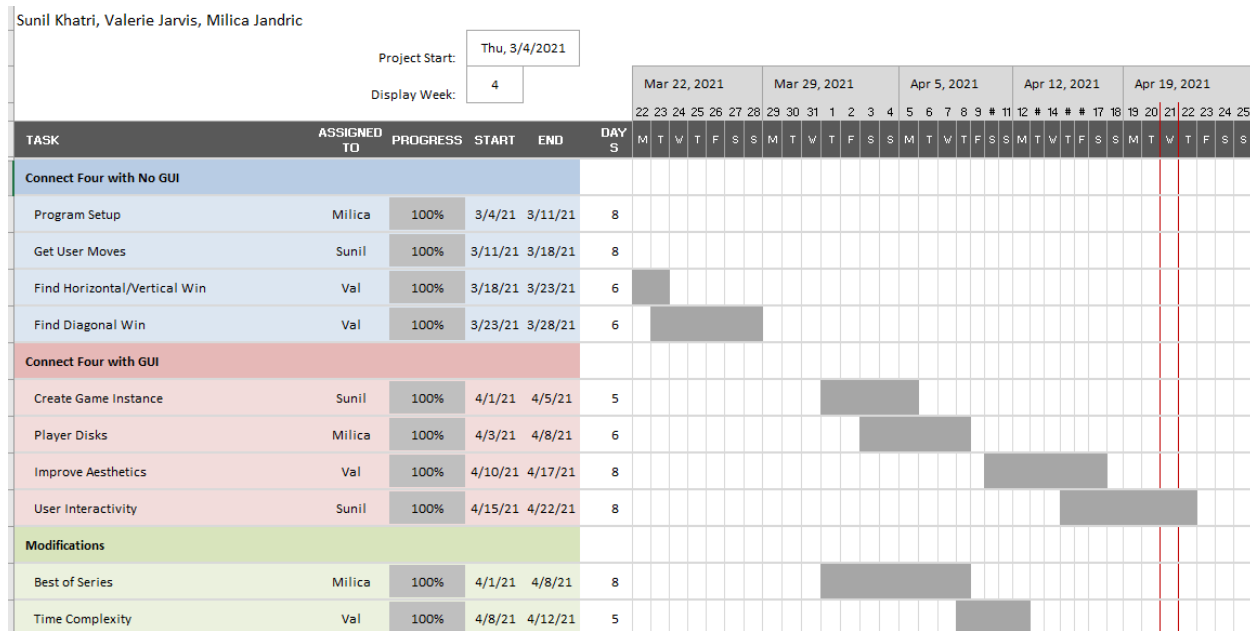 Sunil Khatri, Valerie Jarvis, Milica Jandric
Project Start: Thu, 3/4/2021
Display Week: 4
Mar 22, 2021 Mar 29, 2021 Apr 5, 2021 Apr 12, 2021 Apr 19, 2021
22 23 24 25 26 27 28 29 30 31 1 2 3 4 5 6 7 8 9 # 11 12 # 14 # # 17 18 19 20 21 22 23 24 25
TASK ASSIGNED TO PROGRESS START END DAYS M T W T F S S M T W T F S S M T W T F S S M T W T F S S M T W T F S S
Connect Four with No GUI
Program Setup Milica 100% 3/4/21 3/11/21 8
Get User Moves Sunil 100% 3/11/21 3/18/21 8
Find Horizontal/Vertical Win Val 100% 3/18/21 3/23/21 6
Find Diagonal Win Val 100% 3/23/21 3/28/21 6
Connect Four with GUI
Create Game Instance Sunil 100% 4/1/21 4/5/21 5
Player Disks Milica 100% 4/3/21 4/8/21 6
Improve Aesthetics Val 100% 4/10/21 4/17/21 8
User Interactivity Sunil 100% 4/15/21 4/22/21 8
Modifications
Best of Series Milica 100% 4/1/21 4/8/21 8
Time Complexity Val 100% 4/8/21 4/12/21 5